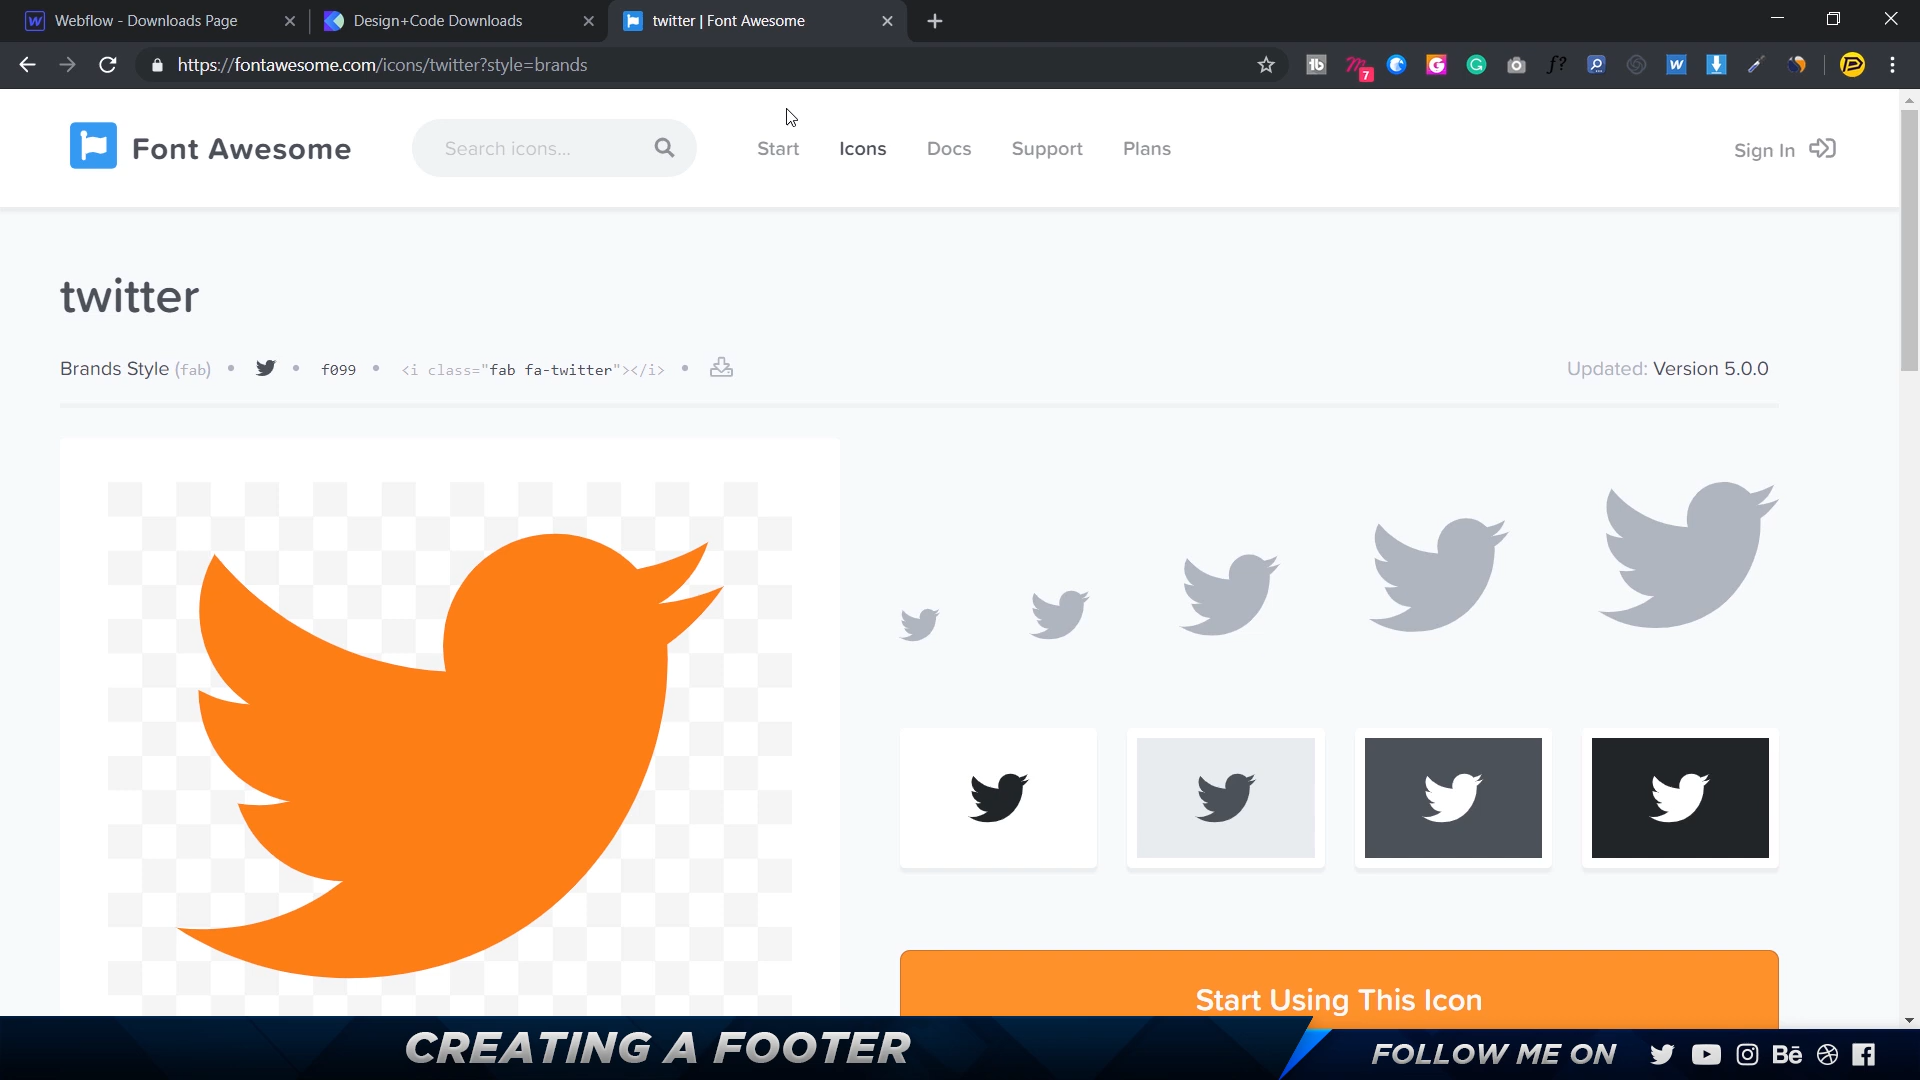 Webflow - Downloads Page
Design+Code Downloads
twitter | Font Awesome
https://fontawesome.com/icons/twitter?style=brands
7
Font Awesome
Search icons...
Start
Icons
Docs
Support
Plans
Sign In
twitter
Brands Style (fab)
f099
<i class="fab fa-twitter"></i>
Updated: Version 5.0.0
Start Using This Icon
CREATING A FOOTER
FOLLOW ME ON